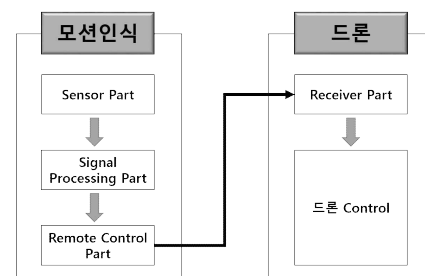 모션인식
Sensor Part
Signal
Processing Part
Remote Control
Part
드론
Receiver Part
드론 Control